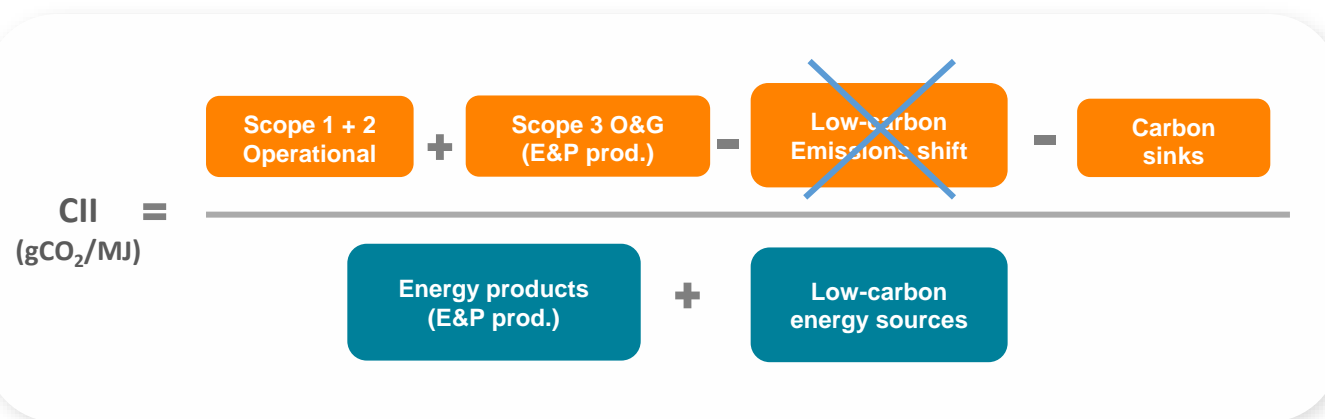 Scope 1 + 2
Operational
+
Scope 3 O&G
(E&P prod.)
-
Low-carbon
Emissions shift
-
Carbon
sinks
CII =
(gCO₂/MJ)
Energy products
(E&P prod.)
+
Low-carbon
energy sources